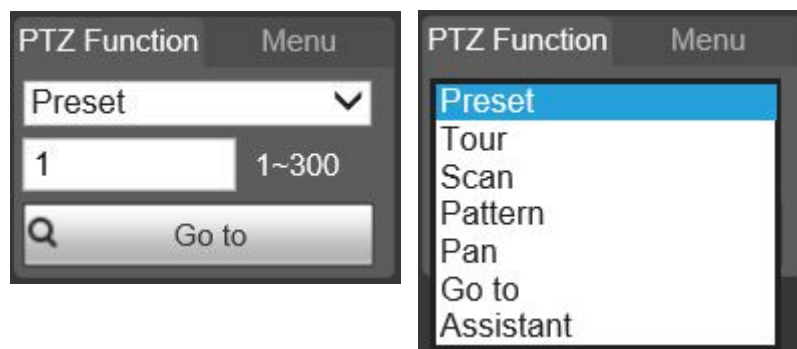 PTZ Function Menu
Preset
1 1~300
Go to
PTZ Function Menu
Preset
Tour
Scan
Pattern
Pan
Go to
Assistant